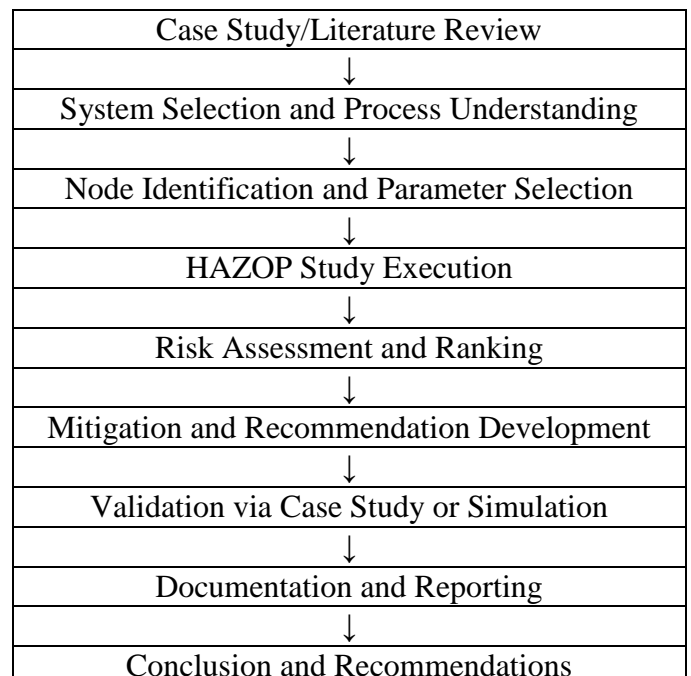 Case Study/Literature Review
↓
System Selection and Process Understanding
↓
Node Identification and Parameter Selection
↓
HAZOP Study Execution
↓
Risk Assessment and Ranking
↓
Mitigation and Recommendation Development
↓
Validation via Case Study or Simulation
↓
Documentation and Reporting
↓
Conclusion and Recommendations